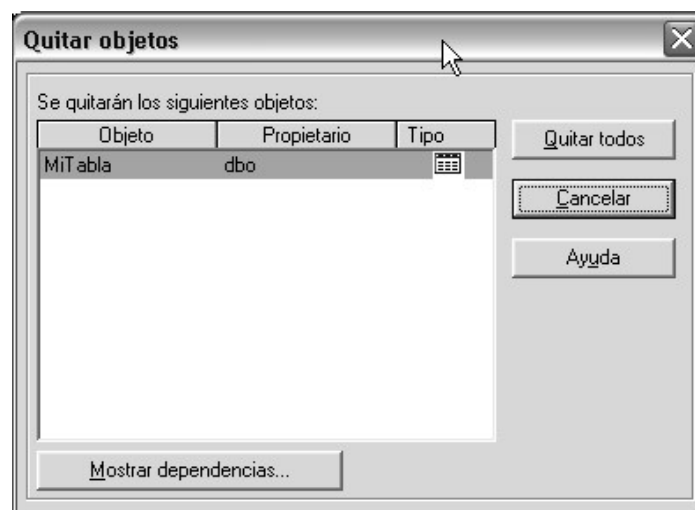 Quitar objetos
Se quitarán los siguientes objetos:
Objeto Propietario Tipo
MiTabla dbo
Quitar todos
Cancelar
Ayuda
Mostrar dependencias...